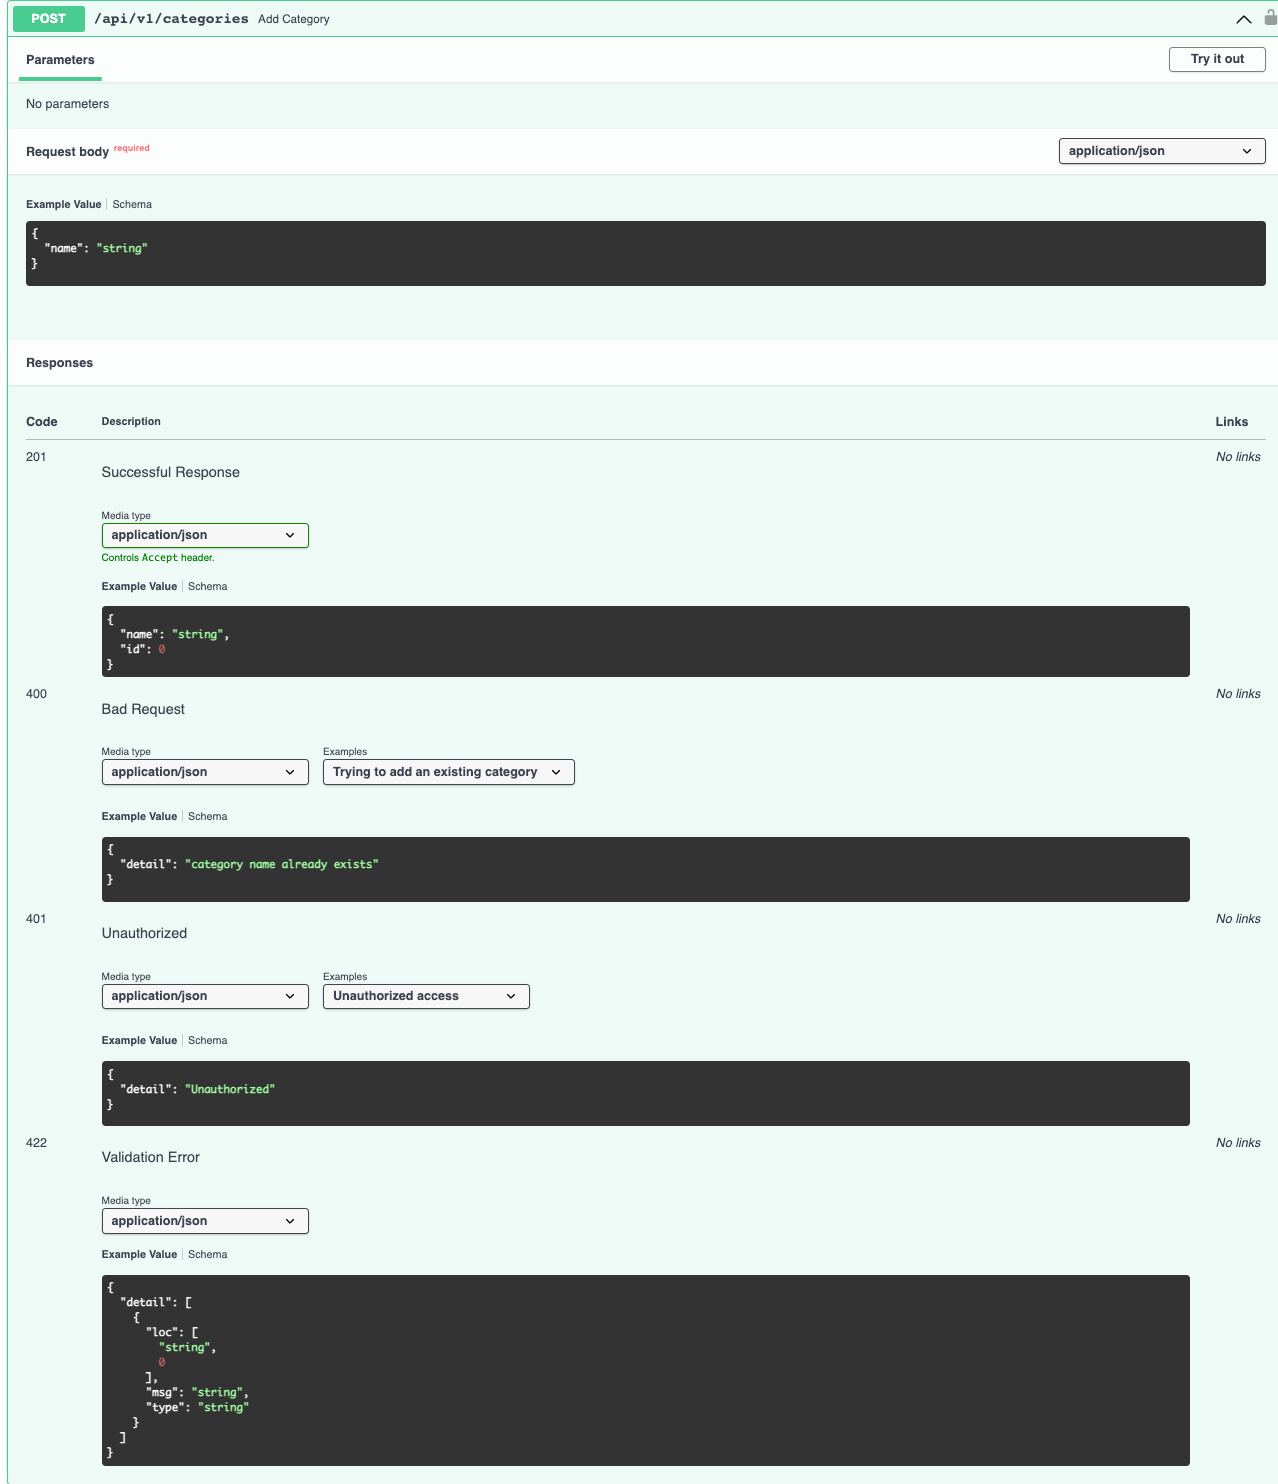 POST /api/v1/categories Add Category
Parameters
Try it out
No parameters
Request body required
application/json
Example Value Schema
{
  "name": "string"
}
Responses
Code Description Links
201 No links
Successful Response
Media type
application/json
Controls Accept header.
Example Value Schema
{
  "name": "string",
  "id": 0
}
400 No links
Bad Request
Media type Examples
application/json Trying to add an existing category
Example Value Schema
{
  "detail": "category name already exists"
}
401 No links
Unauthorized
Media type Examples
application/json Unauthorized access
Example Value Schema
{
  "detail": "Unauthorized"
}
422 No links
Validation Error
Media type
application/json
Example Value Schema
{
  "detail": [
    {
      "loc": [
        "string",
        0
      ],
      "msg": "string",
      "type": "string"
    }
  ]
}